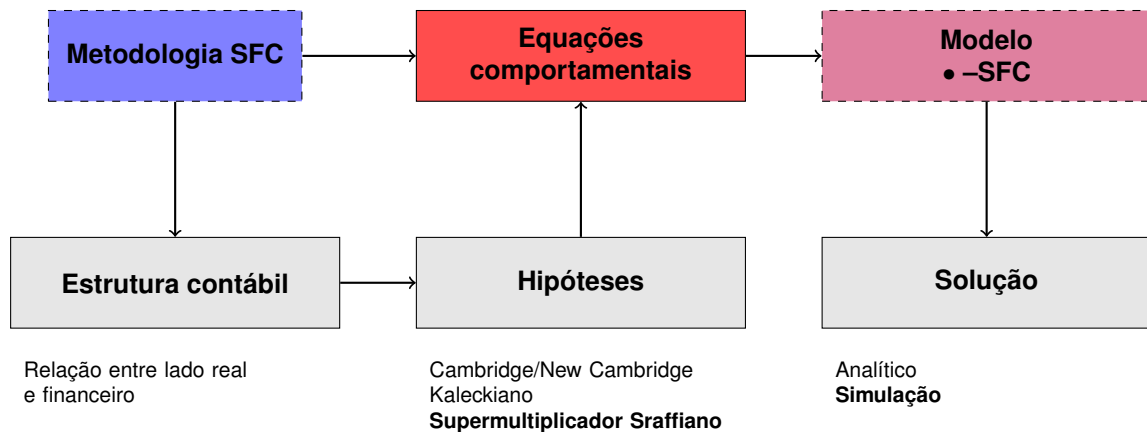 Metodologia SFC
Equações
comportamentais
Modelo
• –SFC
Estrutura contábil
Hipóteses
Solução
Relação entre lado real
e financeiro
Cambridge/New Cambridge
Kaleckiano
Supermultiplicador Sraffiano
Analítico
Simulação